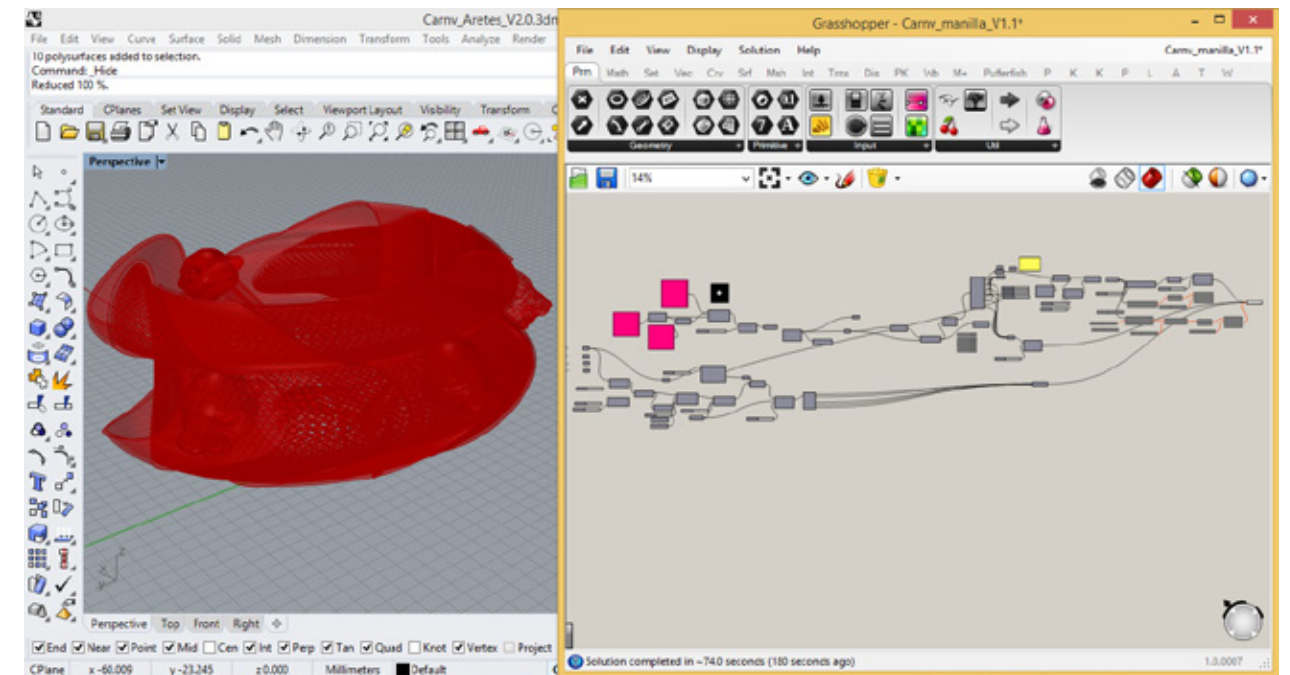 Carnv_Aretes_V2.0.3dm
File Edit View Curve Surface Solid Mesh Dimension Transform Tools Analyze Render
10 polysurfaces added to selection.
Command: _Hide
Reduced 100 %.
Standard CPlanes Set View Display Select Viewport Layout Visibility Transform
Perspective
z
x
Perspective Top Front Right
End Near Point Mid Cen Int Perp Tan Quad Knot Vertex Project
CPlane x -60.009 y -23.245 z 0.000 Millimeters Default
Grasshopper - Carnv_manilla_V1.1*
File Edit View Display Solution Help Carnv_manilla_V1.1*
Prm Math Set Vec Crv Srf Msh Int Trns Dis PK Wb M+ Pufferfish P K K P L A T W
Geometry Primitive Input Util
14%
Solution completed in ~74.0 seconds (180 seconds ago) 1.0.0007